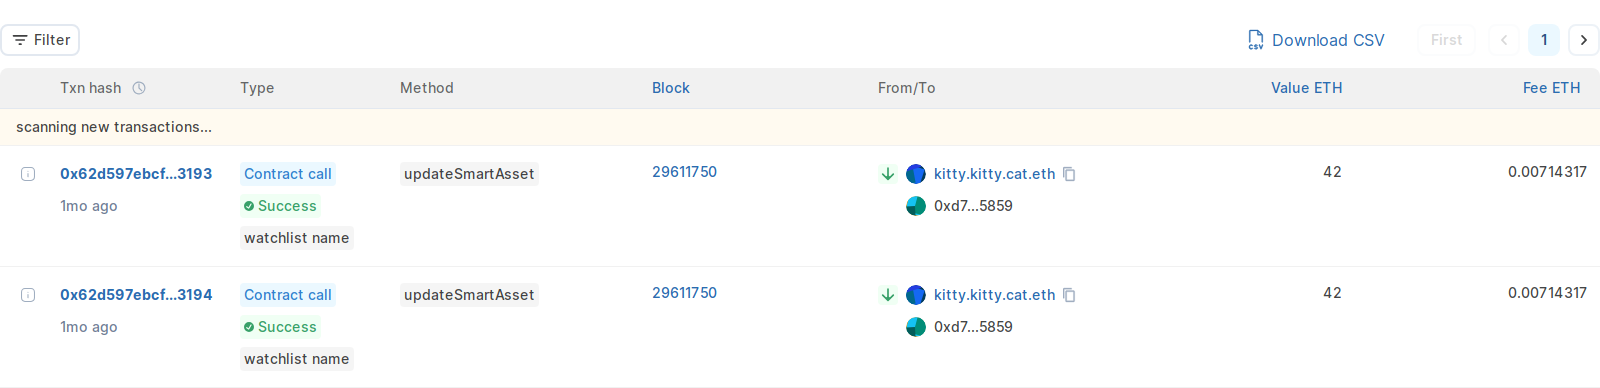 Filter
Download CSV First 1
Txn hash Type Method Block From/To Value ETH Fee ETH
scanning new transactions...
0x62d597ebcf...3193 Contract call updateSmartAsset 29611750 kitty.kitty.cat.eth 42 0.00714317
1mo ago Success 0xd7...5859
watchlist name
0x62d597ebcf...3194 Contract call updateSmartAsset 29611750 kitty.kitty.cat.eth 42 0.00714317
1mo ago Success 0xd7...5859
watchlist name